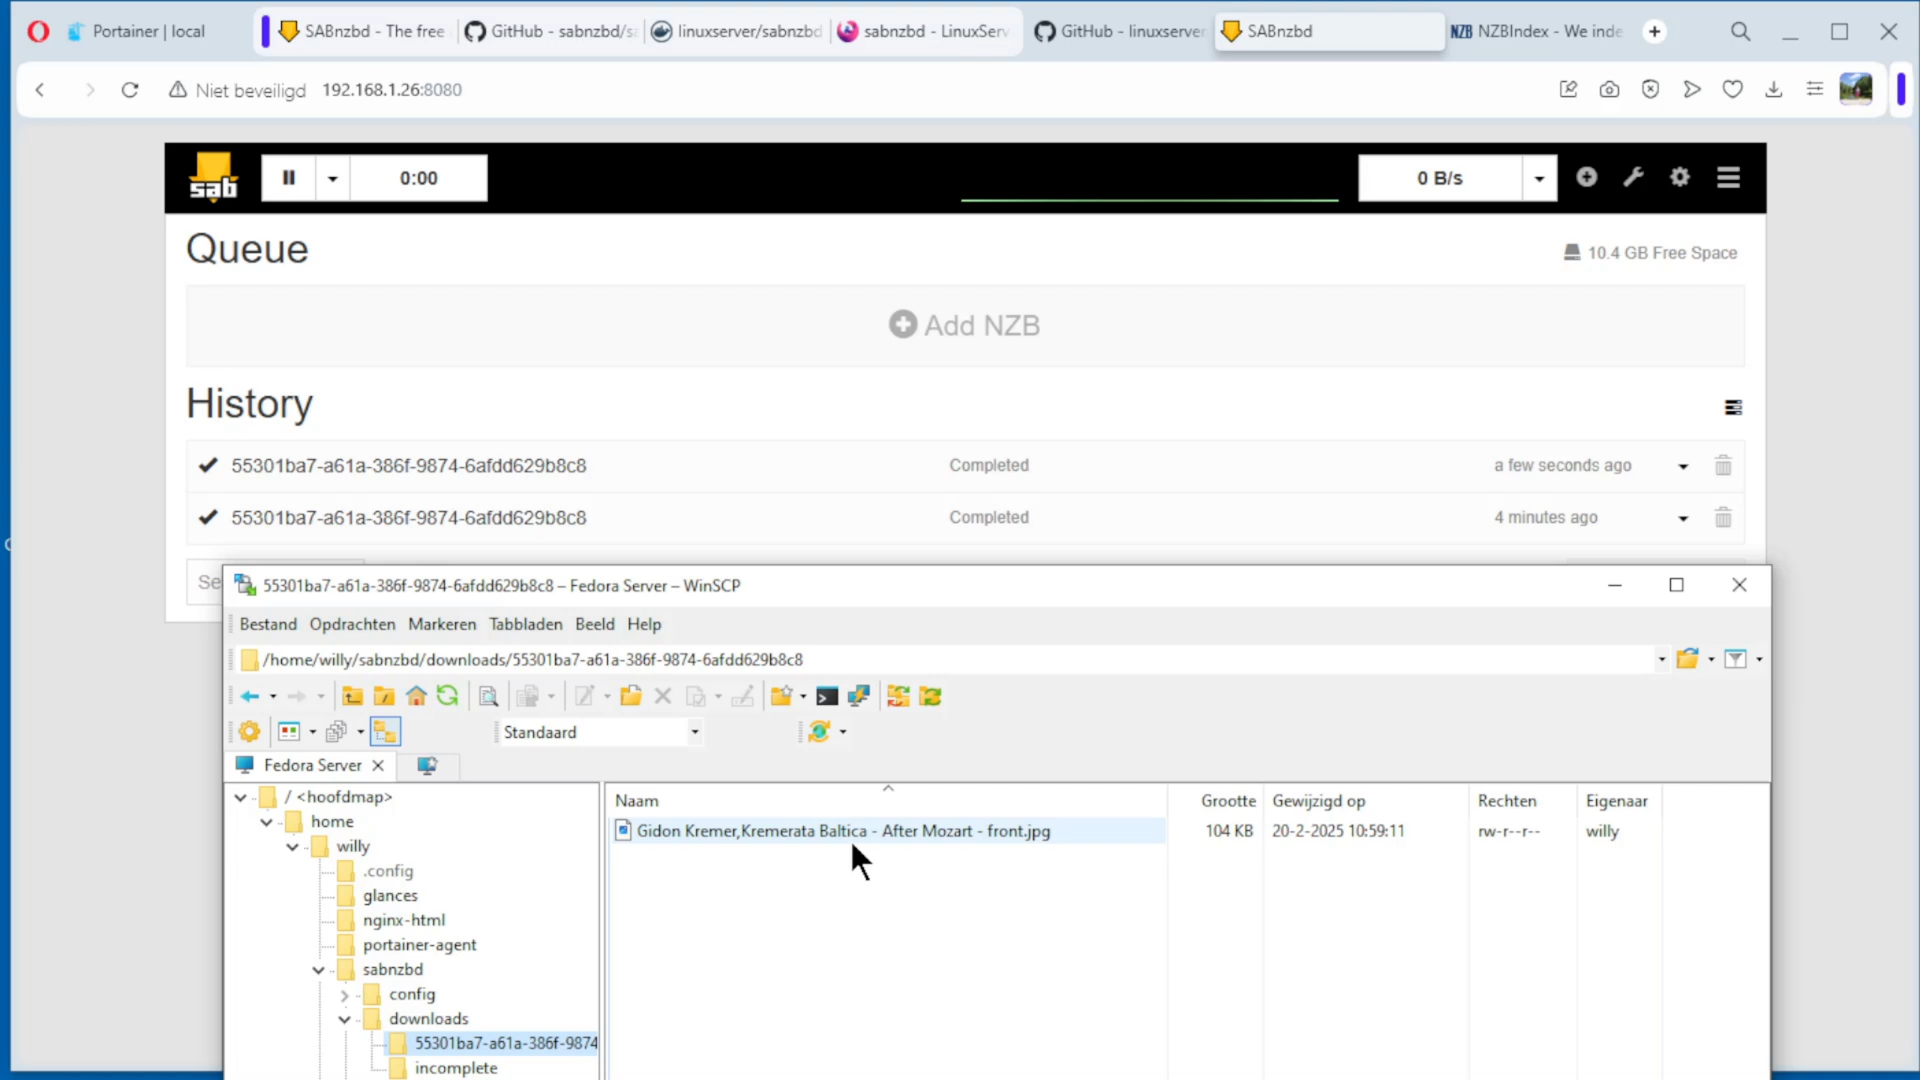 Portainer | local
SABnzbd - The free
GitHub - sabnzbd/sa
linuxserver/sabnzbd
sabnzbd - LinuxServ
GitHub - linuxserver
SABnzbd
NZB NZBIndex - We inde
Niet beveiligd 192.168.1.26:8080
sab
0:00
0 B/s
Queue
10.4 GB Free Space
Add NZB
History
55301ba7-a61a-386f-9874-6afdd629b8c8 Completed a few seconds ago
55301ba7-a61a-386f-9874-6afdd629b8c8 Completed 4 minutes ago
Se
55301ba7-a61a-386f-9874-6afdd629b8c8 – Fedora Server – WinSCP
Bestand Opdrachten Markeren Tabbladen Beeld Help
/home/willy/sabnzbd/downloads/55301ba7-a61a-386f-9874-6afdd629b8c8
Standaard
Fedora Server
/ <hoofdmap>
home
willy
.config
glances
nginx-html
portainer-agent
sabnzbd
config
downloads
55301ba7-a61a-386f-9874
incomplete
Naam Grootte Gewijzigd op Rechten Eigenaar
Gidon Kremer,Kremerata Baltica - After Mozart - front.jpg 104 KB 20-2-2025 10:59:11 rw-r--r-- willy